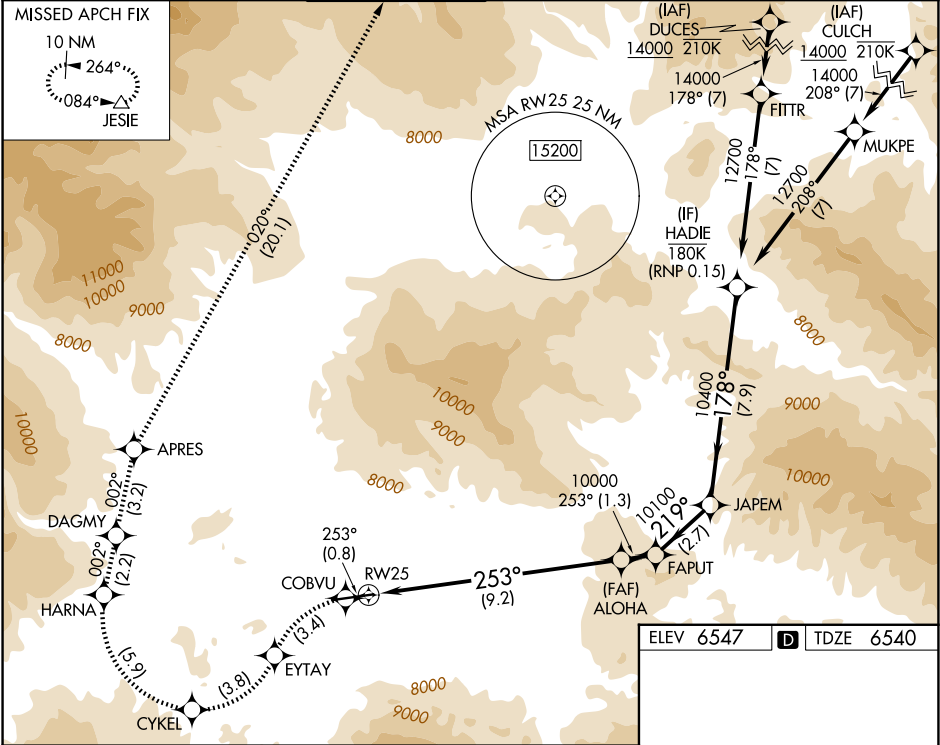 MISSED APCH FIX
10 NM
264°
084°
JESIE
(IAF)
DUCES
14000 210K
14000
178° (7)
FITTR
(IAF)
CULCH
14000 210K
14000
208° (7)
MUKPE
12700
178°
(7)
12700
208°
(7)
MSA RW25 25 NM
15200
8000
(IF)
HADIE
180K
(RNP 0.15)
020°
(20.1)
11000
10000
9000
8000
8000
10000
9000
10000
9000
8000
10000
10400
178°
(7.9)
APRES
002°
(3.2)
DAGMY
002°
(2.2)
HARNA
(5.9)
CYKEL
(3.8)
EYTAY
(3.4)
COBVU
253°
(0.8)
RW25
253°
(9.2)
10000
253° (1.3)
10100
219°
(2.7)
JAPEM
FAPUT
(FAF)
ALOHA
8000
9000
ELEV 6547 D TDZE 6540